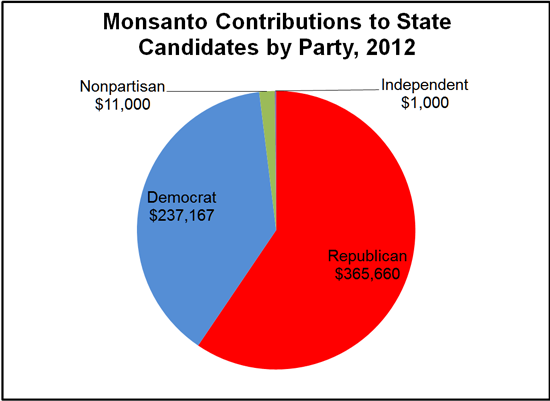 Monsanto Contributions to State
Candidates by Party, 2012
Nonpartisan
$11,000
Independent
$1,000
Democrat
$237,167
Republican
$365,660